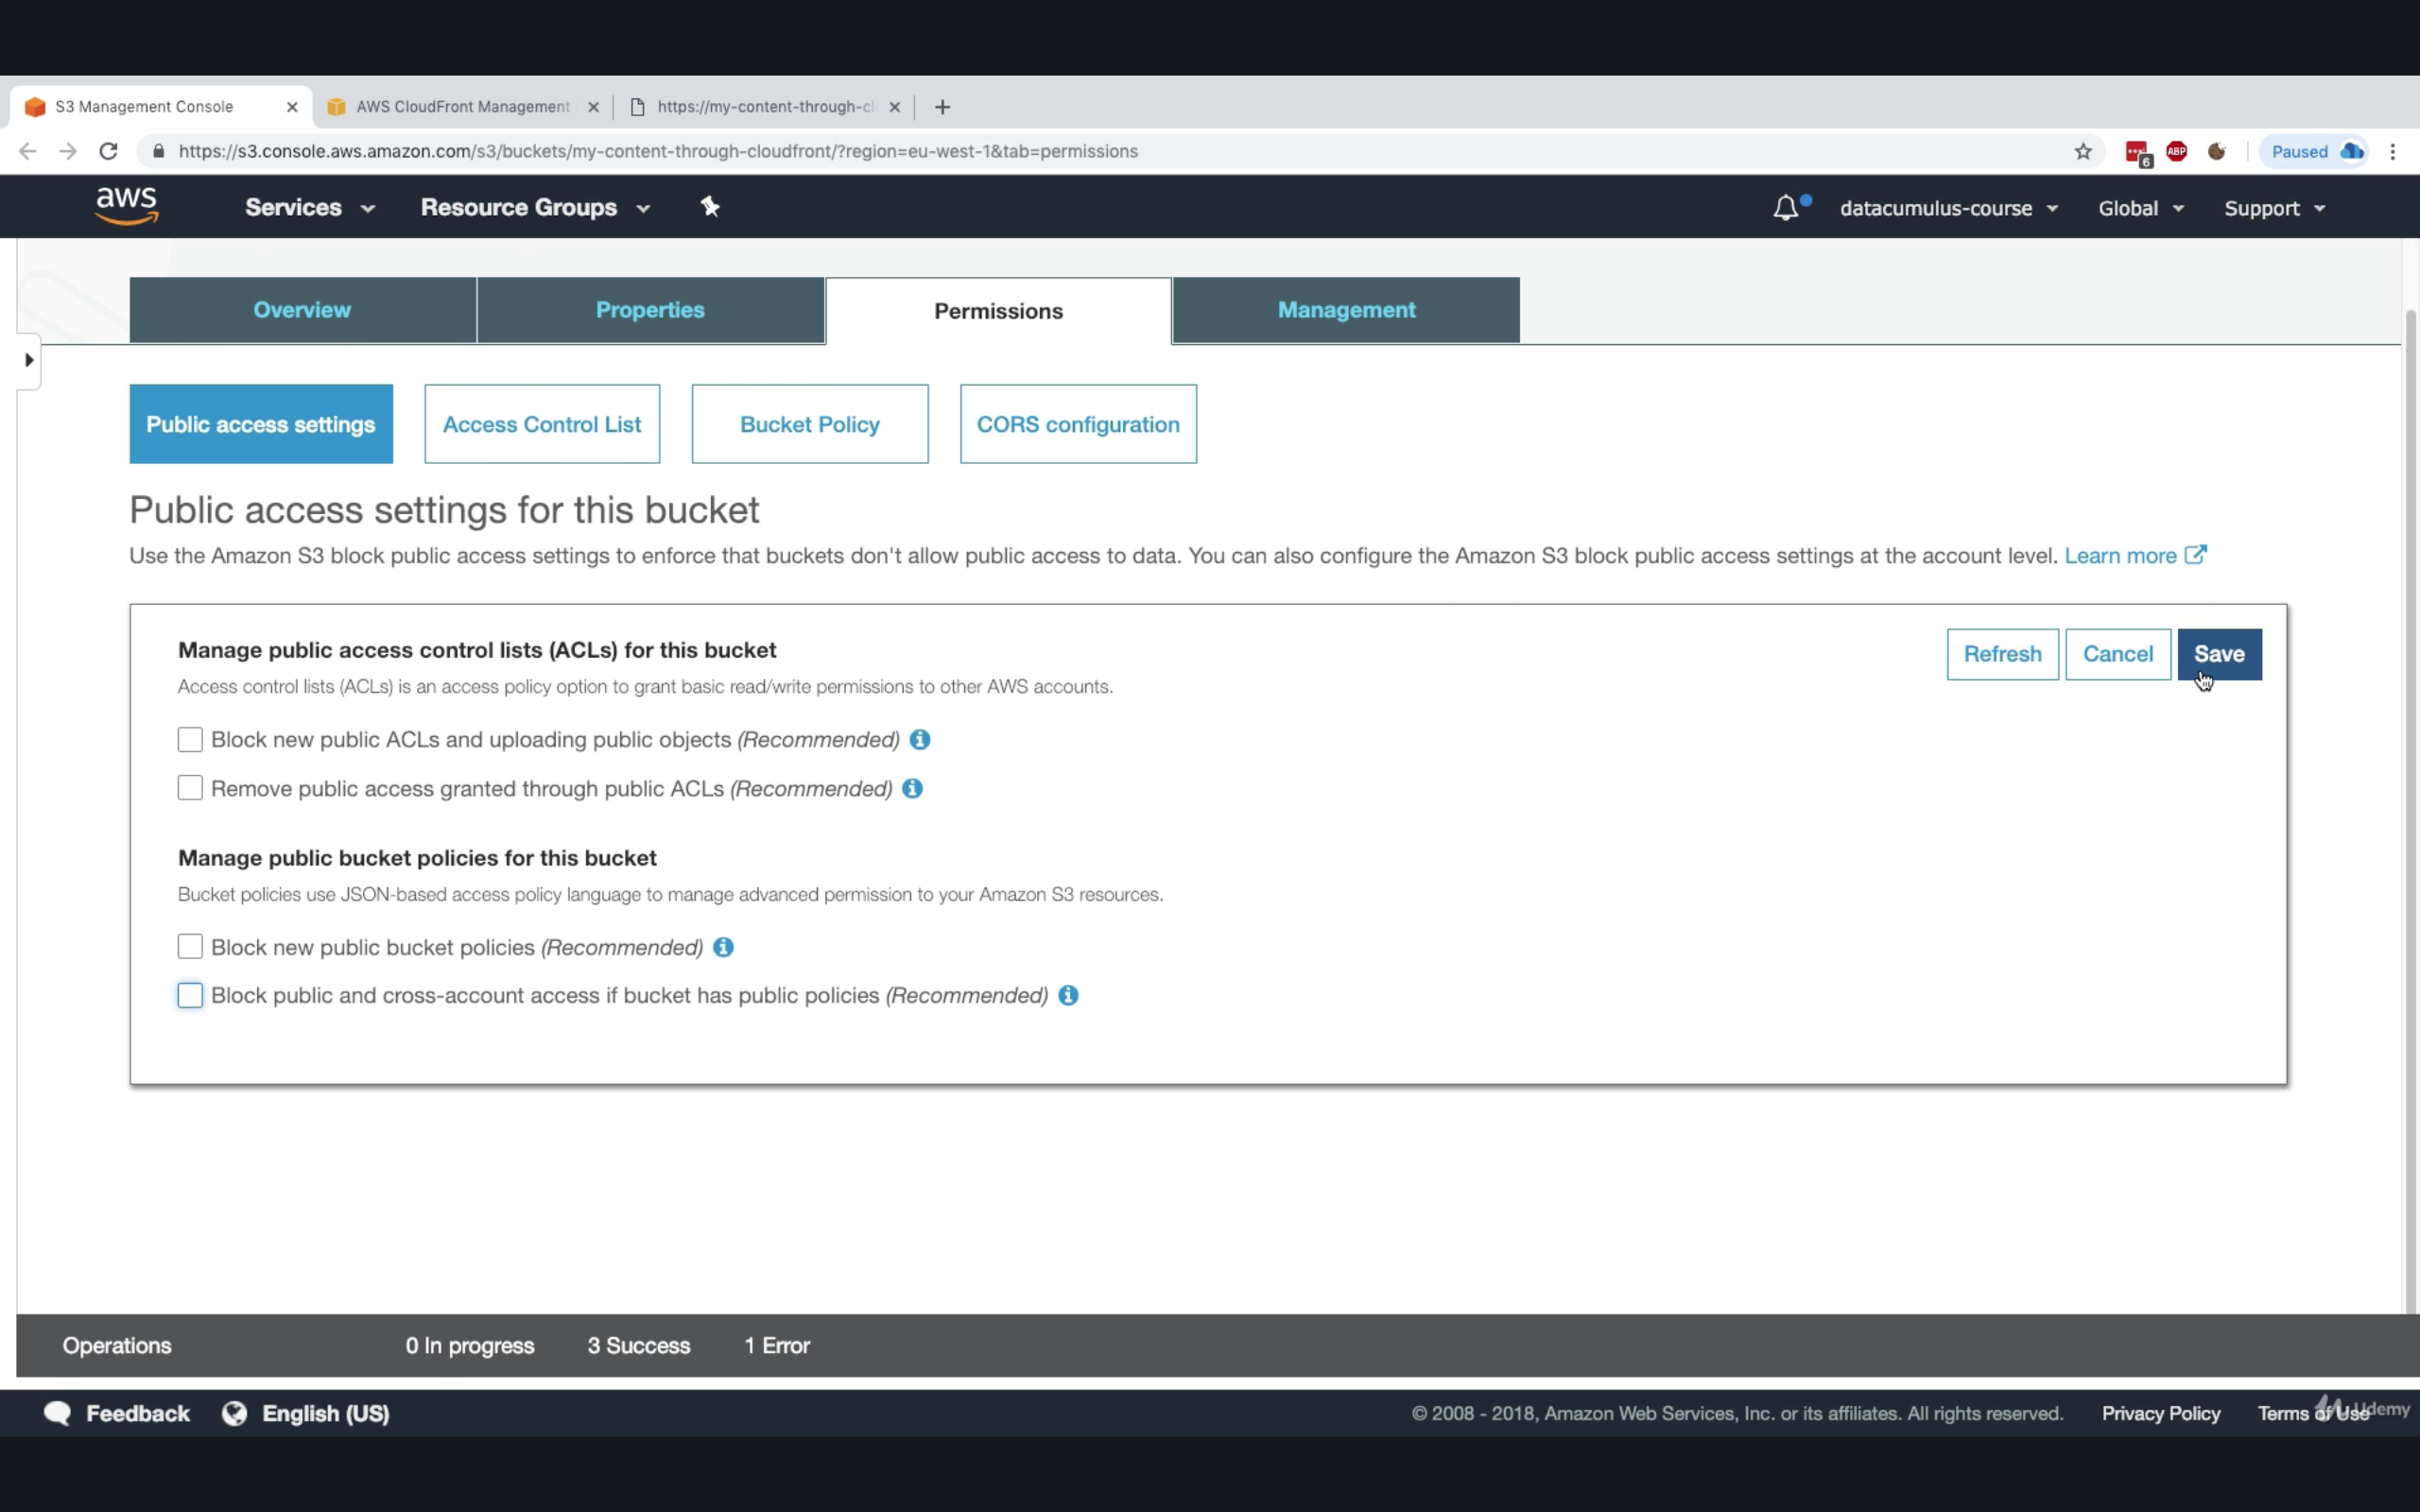 S3 Management Console
AWS CloudFront Management
https://my-content-through-cl
https://s3.console.aws.amazon.com/s3/buckets/my-content-through-cloudfront/?region=eu-west-1&tab=permissions
6
ABP
Paused
aws
Services
Resource Groups
datacumulus-course
Global
Support
Overview
Properties
Permissions
Management
Public access settings
Access Control List
Bucket Policy
CORS configuration
Public access settings for this bucket
Use the Amazon S3 block public access settings to enforce that buckets don't allow public access to data. You can also configure the Amazon S3 block public access settings at the account level. Learn more
Manage public access control lists (ACLs) for this bucket
Refresh
Cancel
Save
Access control lists (ACLs) is an access policy option to grant basic read/write permissions to other AWS accounts.
Block new public ACLs and uploading public objects (Recommended)
Remove public access granted through public ACLs (Recommended)
Manage public bucket policies for this bucket
Bucket policies use JSON-based access policy language to manage advanced permission to your Amazon S3 resources.
Block new public bucket policies (Recommended)
Block public and cross-account access if bucket has public policies (Recommended)
Operations
0 In progress
3 Success
1 Error
Feedback
English (US)
© 2008 - 2018, Amazon Web Services, Inc. or its affiliates. All rights reserved.
Privacy Policy
Terms of Use
Udemy